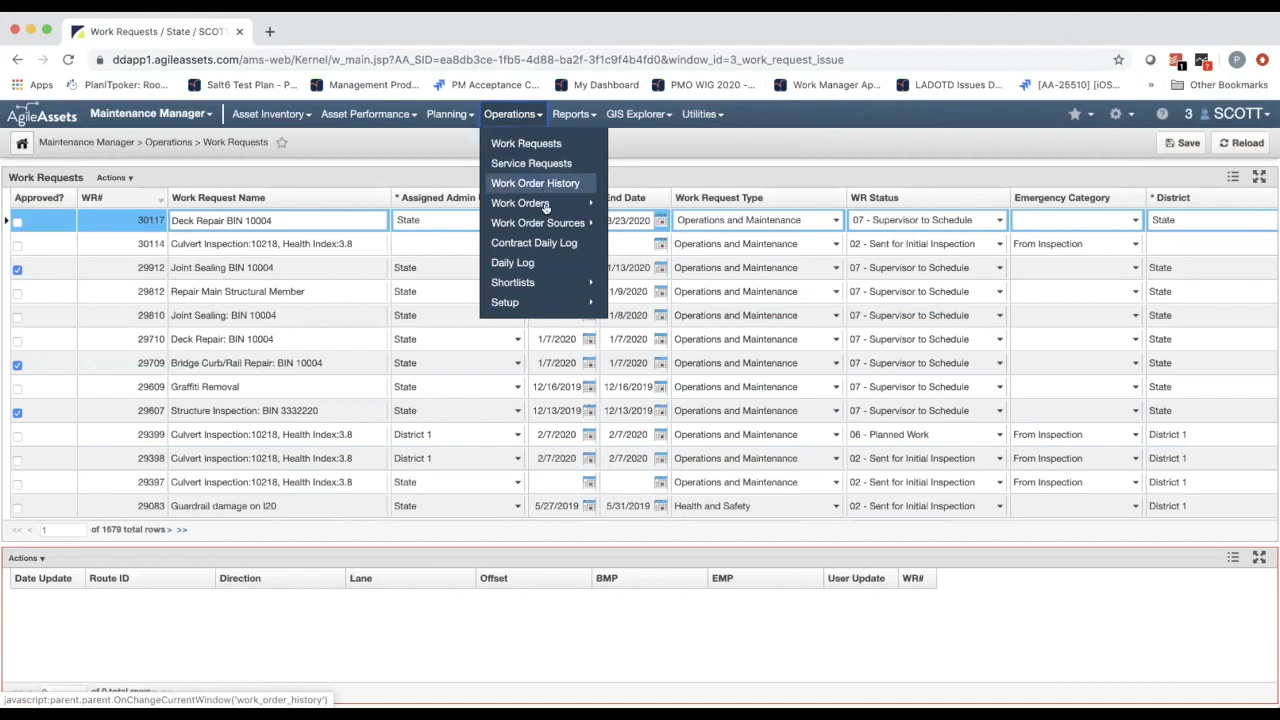 Work Requests / State / SCOTT
ddapp1.agileassets.com/ams-web/Kernel/w_main.jsp?AA_SID=ea8db3ce-1fb5-4d88-ba2f-3f1c9f4b4fd0&window_id=3_work_request_issue
1
?
P
Apps PlanITpoker: R4-Go... Salt6 Test Plan - P... Management Prod... PM Acceptance C... My Dashboard PMO WIG 2020 -... Work Manager Ap... LADOTD Issues D... [AA-25510] [iOS... » Other Bookmarks
AgileAssets Maintenance Manager Asset Inventory Asset Performance Planning Operations Reports GIS Explorer Utilities 3 SCOTT
Maintenance Manager > Operations > Work Requests Save Reload
Work Requests
Service Requests
Work Order History
Work Orders
Work Order Sources
Contract Daily Log
Daily Log
Shortlists
Setup
Work Requests Actions
Approved? WR# Work Request Name * Assigned Admin End Date Work Request Type WR Status Emergency Category * District
30117 Deck Repair BIN 10004 State 3/23/2020 Operations and Maintenance 07 - Supervisor to Schedule State
30114 Culvert Inspection:10218, Health Index:3.8 Operations and Maintenance 02 - Sent for Initial Inspection From Inspection
29912 Joint Sealing BIN 10004 State 1/13/2020 Operations and Maintenance 07 - Supervisor to Schedule State
29812 Repair Main Structural Member State 1/9/2020 Operations and Maintenance 07 - Supervisor to Schedule State
29810 Joint Sealing: BIN 10004 State 1/8/2020 Operations and Maintenance 07 - Supervisor to Schedule State
29710 Deck Repair: BIN 10004 State 1/7/2020 1/7/2020 Operations and Maintenance 07 - Supervisor to Schedule State
29709 Bridge Curb/Rail Repair: BIN 10004 State 1/7/2020 1/7/2020 Operations and Maintenance 07 - Supervisor to Schedule State
29609 Graffiti Removal State 12/16/2019 12/16/2019 Operations and Maintenance 07 - Supervisor to Schedule State
29607 Structure Inspection: BIN 3332220 State 12/13/2019 12/13/2019 Operations and Maintenance 07 - Supervisor to Schedule State
29399 Culvert Inspection:10218, Health Index:3.8 District 1 2/7/2020 2/7/2020 Operations and Maintenance 06 - Planned Work From Inspection District 1
29398 Culvert Inspection:10218, Health Index:3.8 District 1 2/7/2020 2/7/2020 Operations and Maintenance 02 - Sent for Initial Inspection From Inspection District 1
29397 Culvert Inspection:10218, Health Index:3.8 Operations and Maintenance 02 - Sent for Initial Inspection From Inspection District 1
29083 Guardrail damage on I20 State 5/27/2019 5/31/2019 Health and Safety 02 - Sent for Initial Inspection District 1
<< < 1 of 1679 total rows > >>
Actions
Date Update Route ID Direction Lane Offset BMP EMP User Update WR#
of 0 total rows
javascript:parent.parent.OnChangeCurrentWindow('work_order_history')